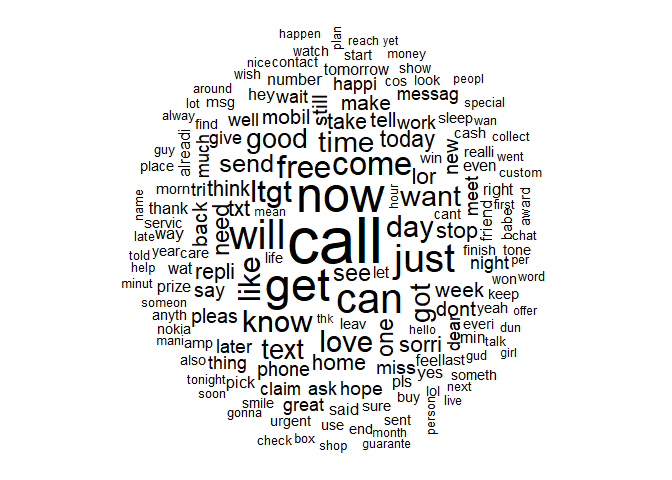 happen
plan
reach yet
watch
start
money
nice contact
tomorrow
show
wish
number
happi
cos
look
peopl
around
hey
wait
still
make
messag
special
lot
msg
alway
find
well
mobil
take
tell
work
sleep
wan
cash
collect
guy
alreadi
much
give
good
time
today
new
realli
place
send
free
come
win
went
even
custom
morn
tri
think
ltgt
now
lor
want
meet
right
name
thank
back
txt
mean
hour
cant
friend
first
babe
award
servic
need
will
call
day
stop
late
way
chat
told
year
care
life
just
finish
tone
help
wat
repli
like
get
see
let
night
per
minut
prize
say
can
got
week
won
word
someon
keep
anyth
pleas
know
thk
leav
one
hello
dont
yeah
offer
nokia
love
sorri
dear
everi
dun
mani
amp
later
text
min
talk
also
thing
phone
home
miss
feel
last
gud
girl
tonight
pick
claim
ask
hope
pls
yes
someth
soon
smile
great
said
sure
buy
person
lol
next
gonna
live
urgent
use
end
sent
check
box
shop
month
guarante